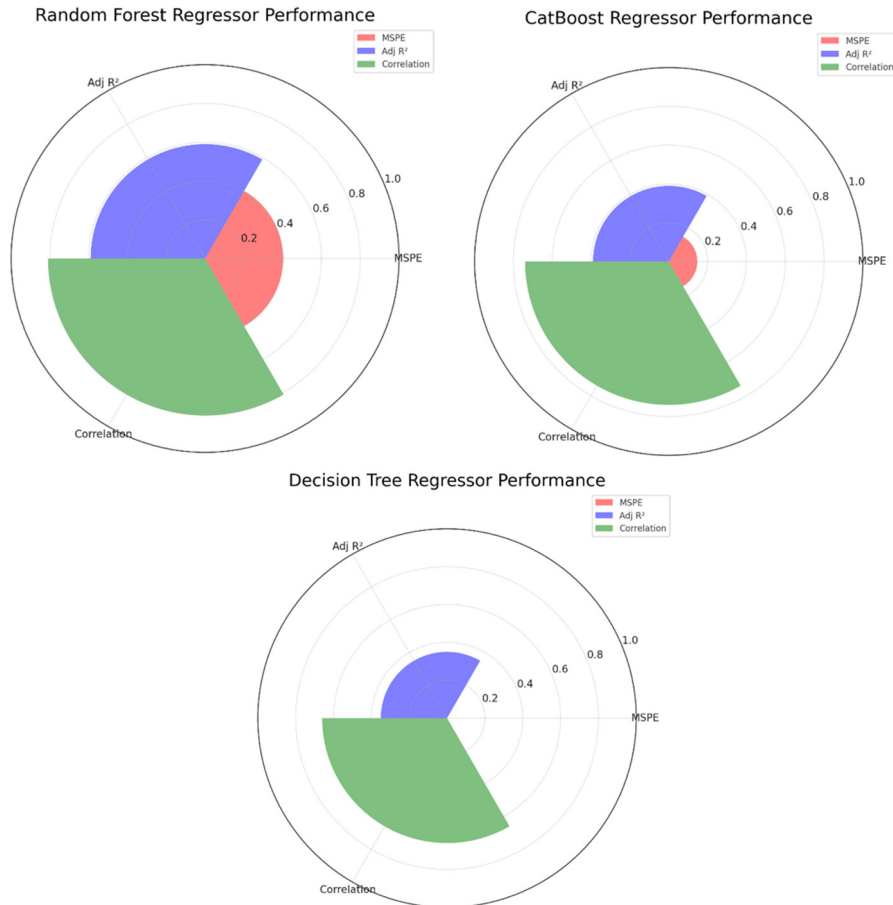 Random Forest Regressor Performance
MSPE
Adj R²
Correlation
Adj R²
1.0
0.8
0.6
0.4
0.2
MSPE
Correlation
CatBoost Regressor Performance
MSPE
Adj R²
Correlation
Adj R²
1.0
0.8
0.6
0.4
0.2
MSPE
Correlation
Decision Tree Regressor Performance
MSPE
Adj R²
Correlation
Adj R²
1.0
0.8
0.6
0.4
0.2
MSPE
Correlation